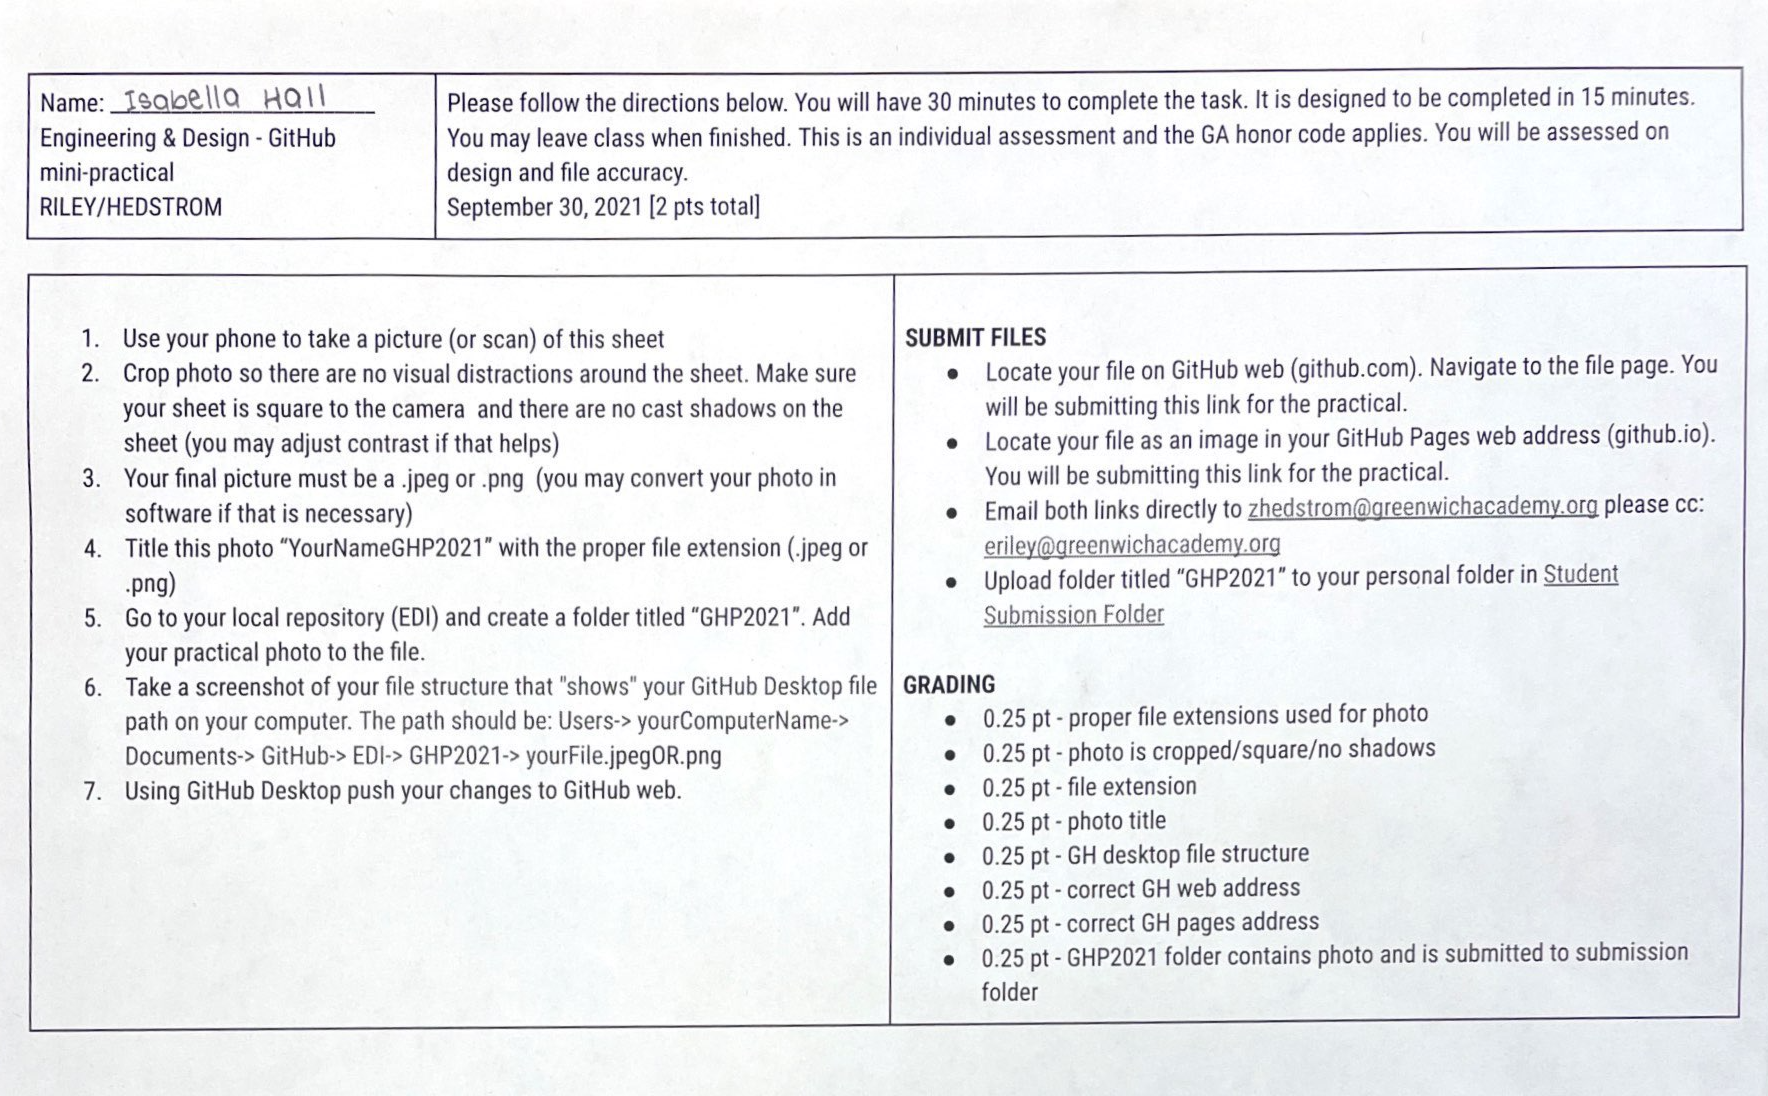 Name: Isabella Hall
Engineering & Design - GitHub
mini-practical
RILEY/HEDSTROM
Please follow the directions below. You will have 30 minutes to complete the task. It is designed to be completed in 15 minutes.
You may leave class when finished. This is an individual assessment and the GA honor code applies. You will be assessed on
design and file accuracy.
September 30, 2021 [2 pts total]
1. Use your phone to take a picture (or scan) of this sheet
2. Crop photo so there are no visual distractions around the sheet. Make sure
your sheet is square to the camera and there are no cast shadows on the
sheet (you may adjust contrast if that helps)
3. Your final picture must be a .jpeg or .png (you may convert your photo in
software if that is necessary)
4. Title this photo “YourNameGHP2021” with the proper file extension (.jpeg or
.png)
5. Go to your local repository (EDI) and create a folder titled “GHP2021”. Add
your practical photo to the file.
6. Take a screenshot of your file structure that "shows" your GitHub Desktop file
path on your computer. The path should be: Users-> yourComputerName->
Documents-> GitHub-> EDI-> GHP2021-> yourFile.jpegOR.png
7. Using GitHub Desktop push your changes to GitHub web.
SUBMIT FILES
● Locate your file on GitHub web (github.com). Navigate to the file page. You
will be submitting this link for the practical.
● Locate your file as an image in your GitHub Pages web address (github.io).
You will be submitting this link for the practical.
● Email both links directly to zhedstrom@greenwichacademy.org please cc:
eriley@greenwichacademy.org
● Upload folder titled “GHP2021” to your personal folder in Student
Submission Folder
GRADING
● 0.25 pt - proper file extensions used for photo
● 0.25 pt - photo is cropped/square/no shadows
● 0.25 pt - file extension
● 0.25 pt - photo title
● 0.25 pt - GH desktop file structure
● 0.25 pt - correct GH web address
● 0.25 pt - correct GH pages address
● 0.25 pt - GHP2021 folder contains photo and is submitted to submission
folder